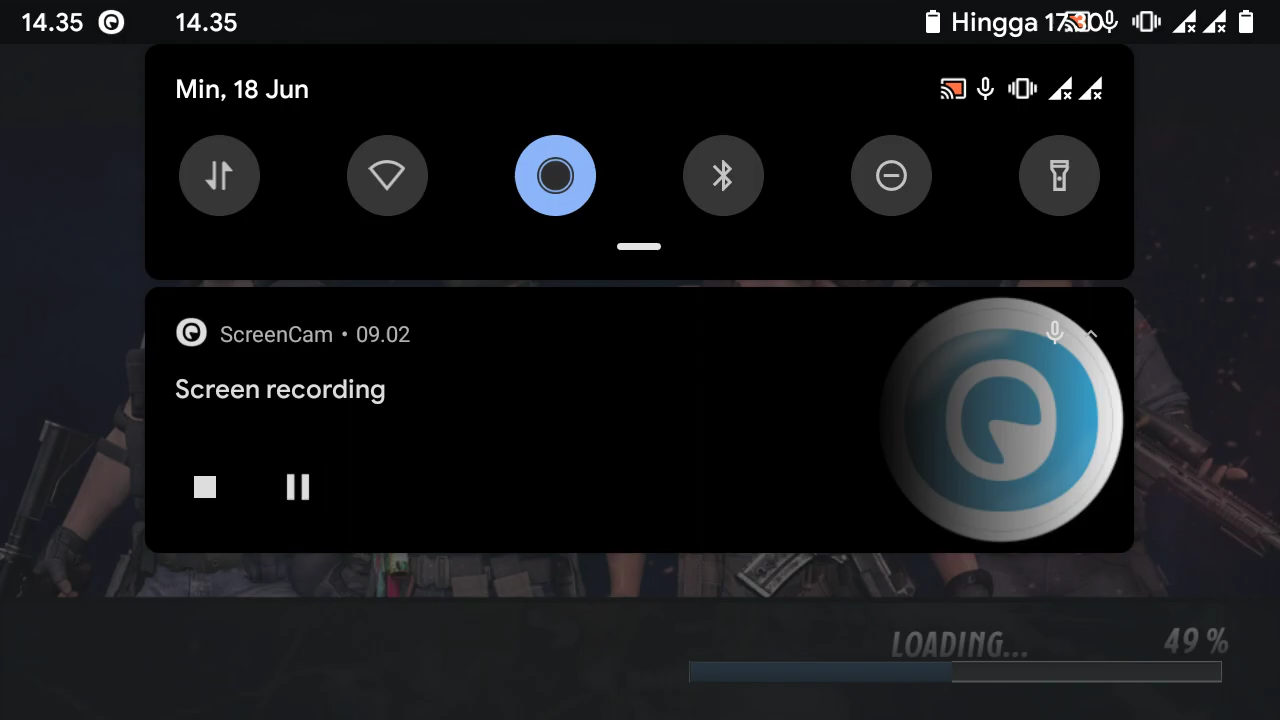 14.35 14.35 Hingga 17.30
Min, 18 Jun
ScreenCam • 09.02
Screen recording
LOADING... 49 %